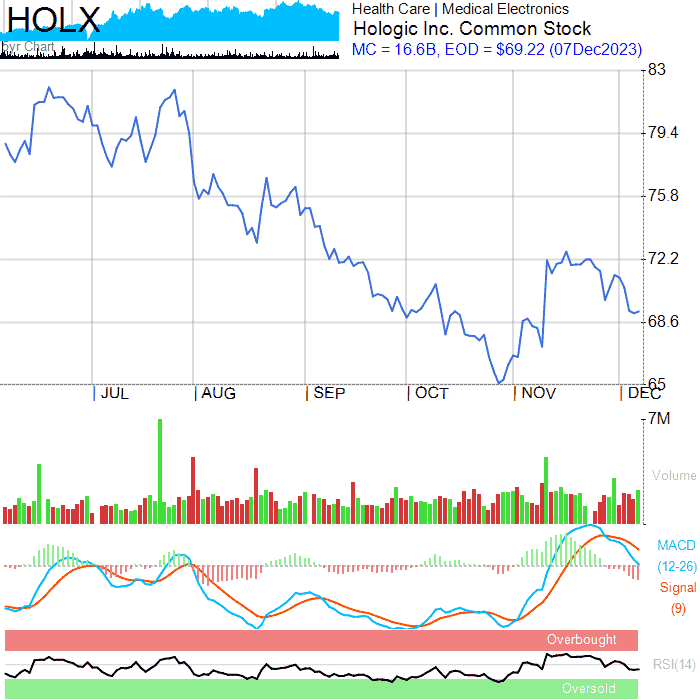 HOLX
5yr Chart
Health Care | Medical Electronics
Hologic Inc. Common Stock
MC = 16.6B, EOD = $69.22 (07Dec2023)
83
79.4
75.8
72.2
68.6
65
JUL
AUG
SEP
OCT
NOV
DEC
7M
Volume
MACD
(12-26)
Signal
(9)
Overbought
RSI(14)
Oversold